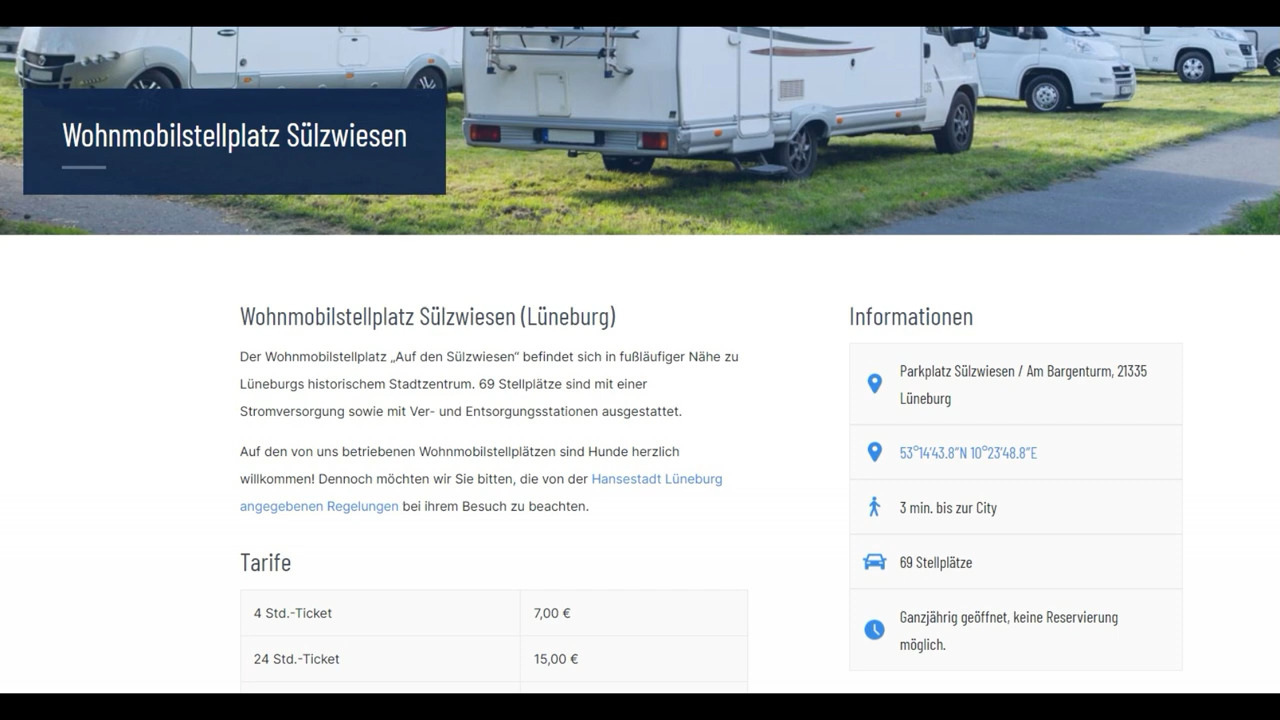 Wohnmobilstellplatz Sülzwiesen
Wohnmobilstellplatz Sülzwiesen (Lüneburg)
Der Wohnmobilstellplatz „Auf den Sülzwiesen“ befindet sich in fußläufiger Nähe zu
Lüneburgs historischem Stadtzentrum. 69 Stellplätze sind mit einer
Stromversorgung sowie mit Ver- und Entsorgungsstationen ausgestattet.
Auf den von uns betriebenen Wohnmobilstellplätzen sind Hunde herzlich
willkommen! Dennoch möchten wir Sie bitten, die von der Hansestadt Lüneburg
angegebenen Regelungen bei ihrem Besuch zu beachten.
Tarife
4 Std.-Ticket 7,00 €
24 Std.-Ticket 15,00 €
Informationen
Parkplatz Sülzwiesen / Am Bargenturm, 21335
Lüneburg
53°14'43.8"N 10°23'48.8"E
3 min. bis zur City
69 Stellplätze
Ganzjährig geöffnet, keine Reservierung
möglich.